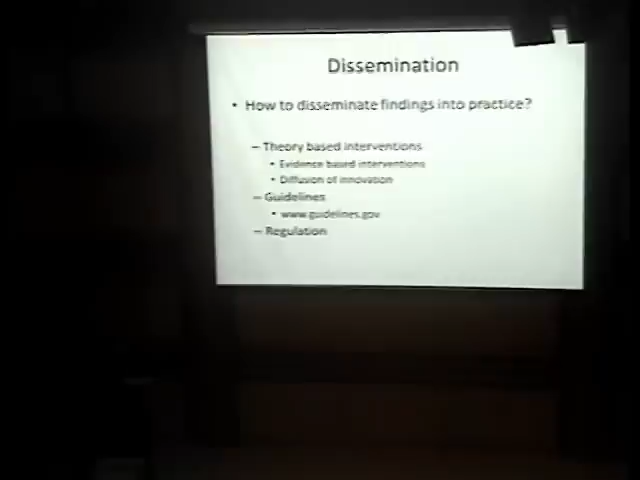 Dissemination
• How to disseminate findings into practice?
– Theory based interventions
• Evidence based interventions
• Diffusion of innovation
– Guidelines
• www.guidelines.gov
– Regulation